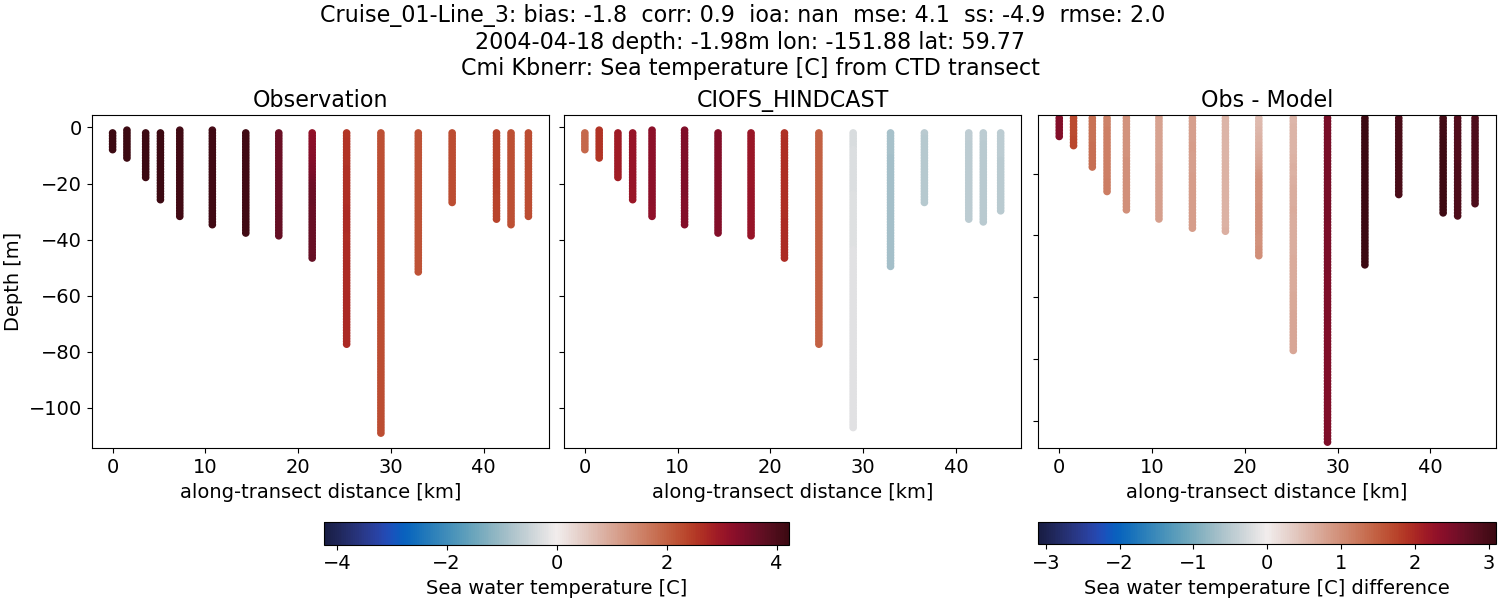 Cruise_01-Line_3: bias: -1.8  corr: 0.9  ioa: nan  mse: 4.1  ss: -4.9  rmse: 2.0
2004-04-18 depth: -1.98m lon: -151.88 lat: 59.77
Cmi Kbnerr: Sea temperature [C] from CTD transect
Observation
CIOFS_HINDCAST
Obs - Model
Depth [m]
0
−20
−40
−60
−80
−100
0 10 20 30 40
0 10 20 30 40
0 10 20 30 40
along-transect distance [km]
along-transect distance [km]
along-transect distance [km]
−4 −2 0 2 4
Sea water temperature [C]
−3 −2 −1 0 1 2 3
Sea water temperature [C] difference